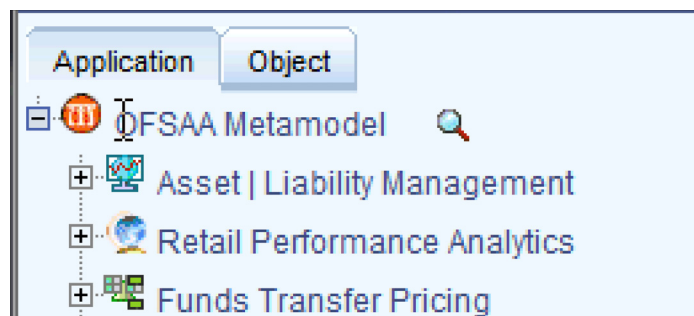 Application Object
OFSAA Metamodel
Asset | Liability Management
Retail Performance Analytics
Funds Transfer Pricing